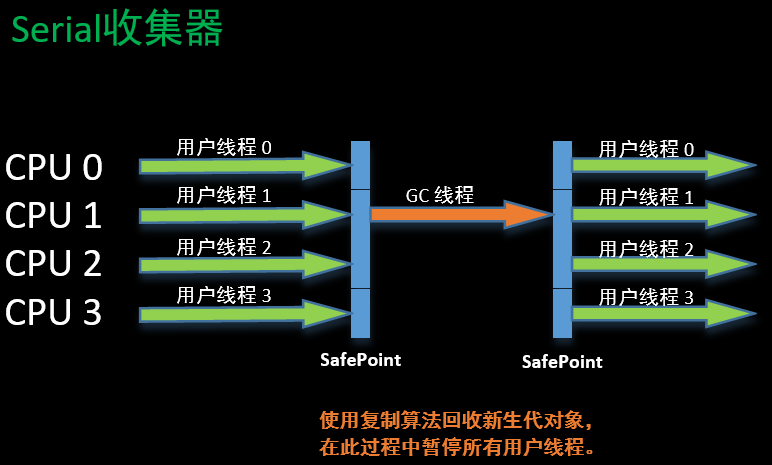 Serial收集器
CPU 0
用户线程 0
用户线程 0
CPU 1
用户线程 1
GC 线程
用户线程 1
CPU 2
用户线程 2
用户线程 2
CPU 3
用户线程 3
用户线程 3
SafePoint
SafePoint
使用复制算法回收新生代对象，
在此过程中暂停所有用户线程。